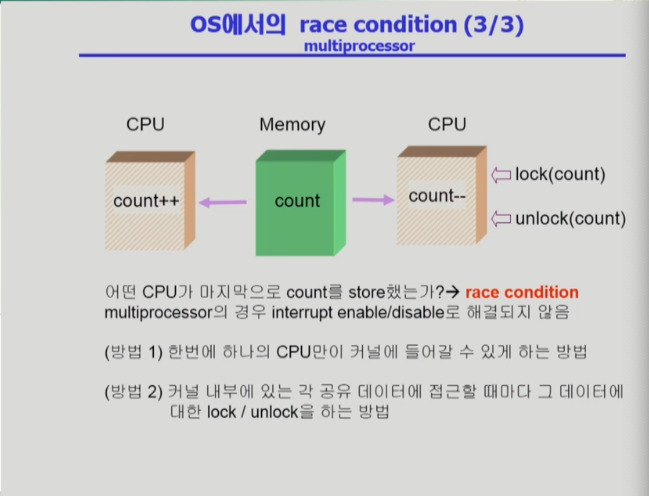 OS에서의 race condition (3/3)
multiprocessor
CPU
Memory
CPU
count++
count
count--
lock(count)
unlock(count)
어떤 CPU가 마지막으로 count를 store했는가?→ race condition
multiprocessor의 경우 interrupt enable/disable로 해결되지 않음
(방법 1) 한번에 하나의 CPU만이 커널에 들어갈 수 있게 하는 방법
(방법 2) 커널 내부에 있는 각 공유 데이터에 접근할 때마다 그 데이터에
대한 lock / unlock을 하는 방법